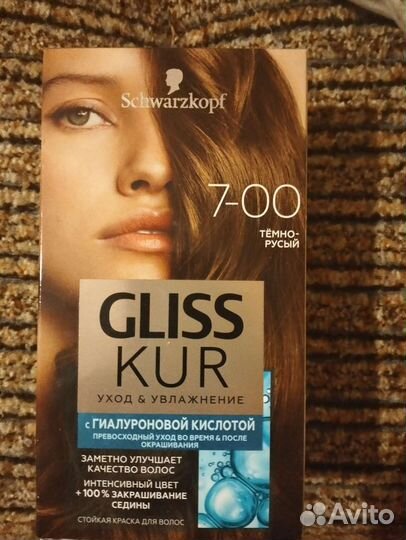 Schwarzkopf
7-00
ТЁМНО-
РУСЫЙ
GLISS
KUR
УХОД & УВЛАЖНЕНИЕ
с ГИАЛУРОНОВОЙ КИСЛОТОЙ
ПРЕВОСХОДНЫЙ УХОД ВО ВРЕМЯ & ПОСЛЕ
ОКРАШИВАНИЯ
ЗАМЕТНО УЛУЧШАЕТ
КАЧЕСТВО ВОЛОС
ИНТЕНСИВНЫЙ ЦВЕТ
+ 100% ЗАКРАШИВАНИЕ
СЕДИНЫ
СТОЙКАЯ КРАСКА ДЛЯ ВОЛОС
Avito